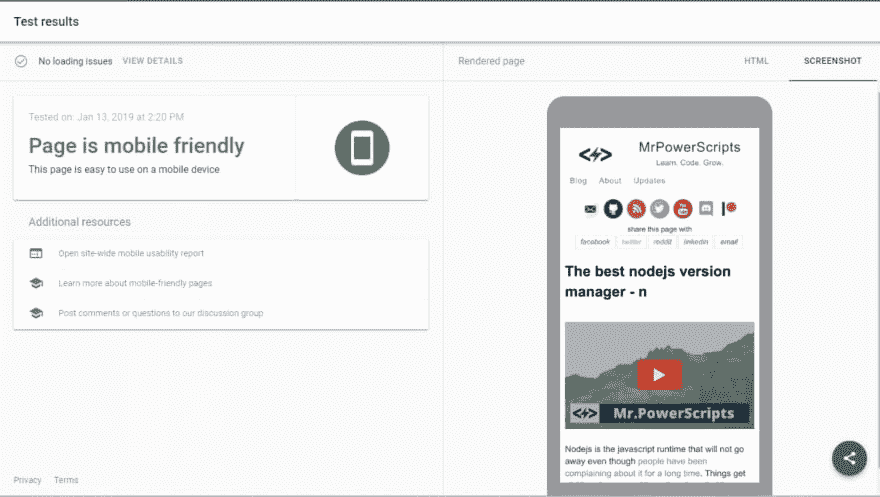 Test results
No loading issues VIEW DETAILS
Tested on: Jan 13, 2019 at 2:20 PM
Page is mobile friendly
This page is easy to use on a mobile device
Additional resources
Open site-wide mobile usability report
Learn more about mobile-friendly pages
Post comments or questions to our discussion group
Privacy Terms
Rendered page HTML SCREENSHOT
MrPowerScripts
Learn. Code. Grow.
Blog About Updates
You Tube
share this page with
facebook twitter reddit linkedin email
The best nodejs version
manager - n
Mr.PowerScripts
Nodejs is the javascript runtime that will not go
away even though people have been
complaining about it for a long time. Things get